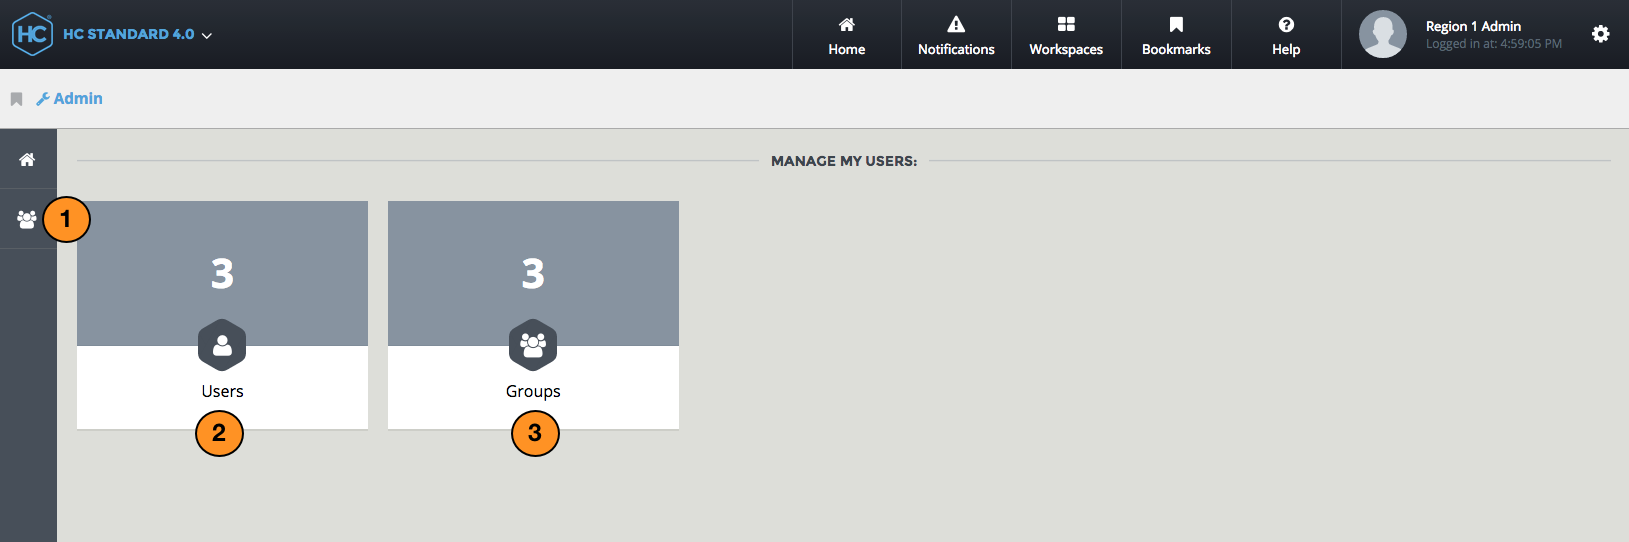 HC
HC STANDARD 4.0
Home
Notifications
Workspaces
Bookmarks
Help
Region 1 Admin
Logged in at: 4:59:05 PM
Admin
MANAGE MY USERS:
1
3
3
Users
Groups
2
3